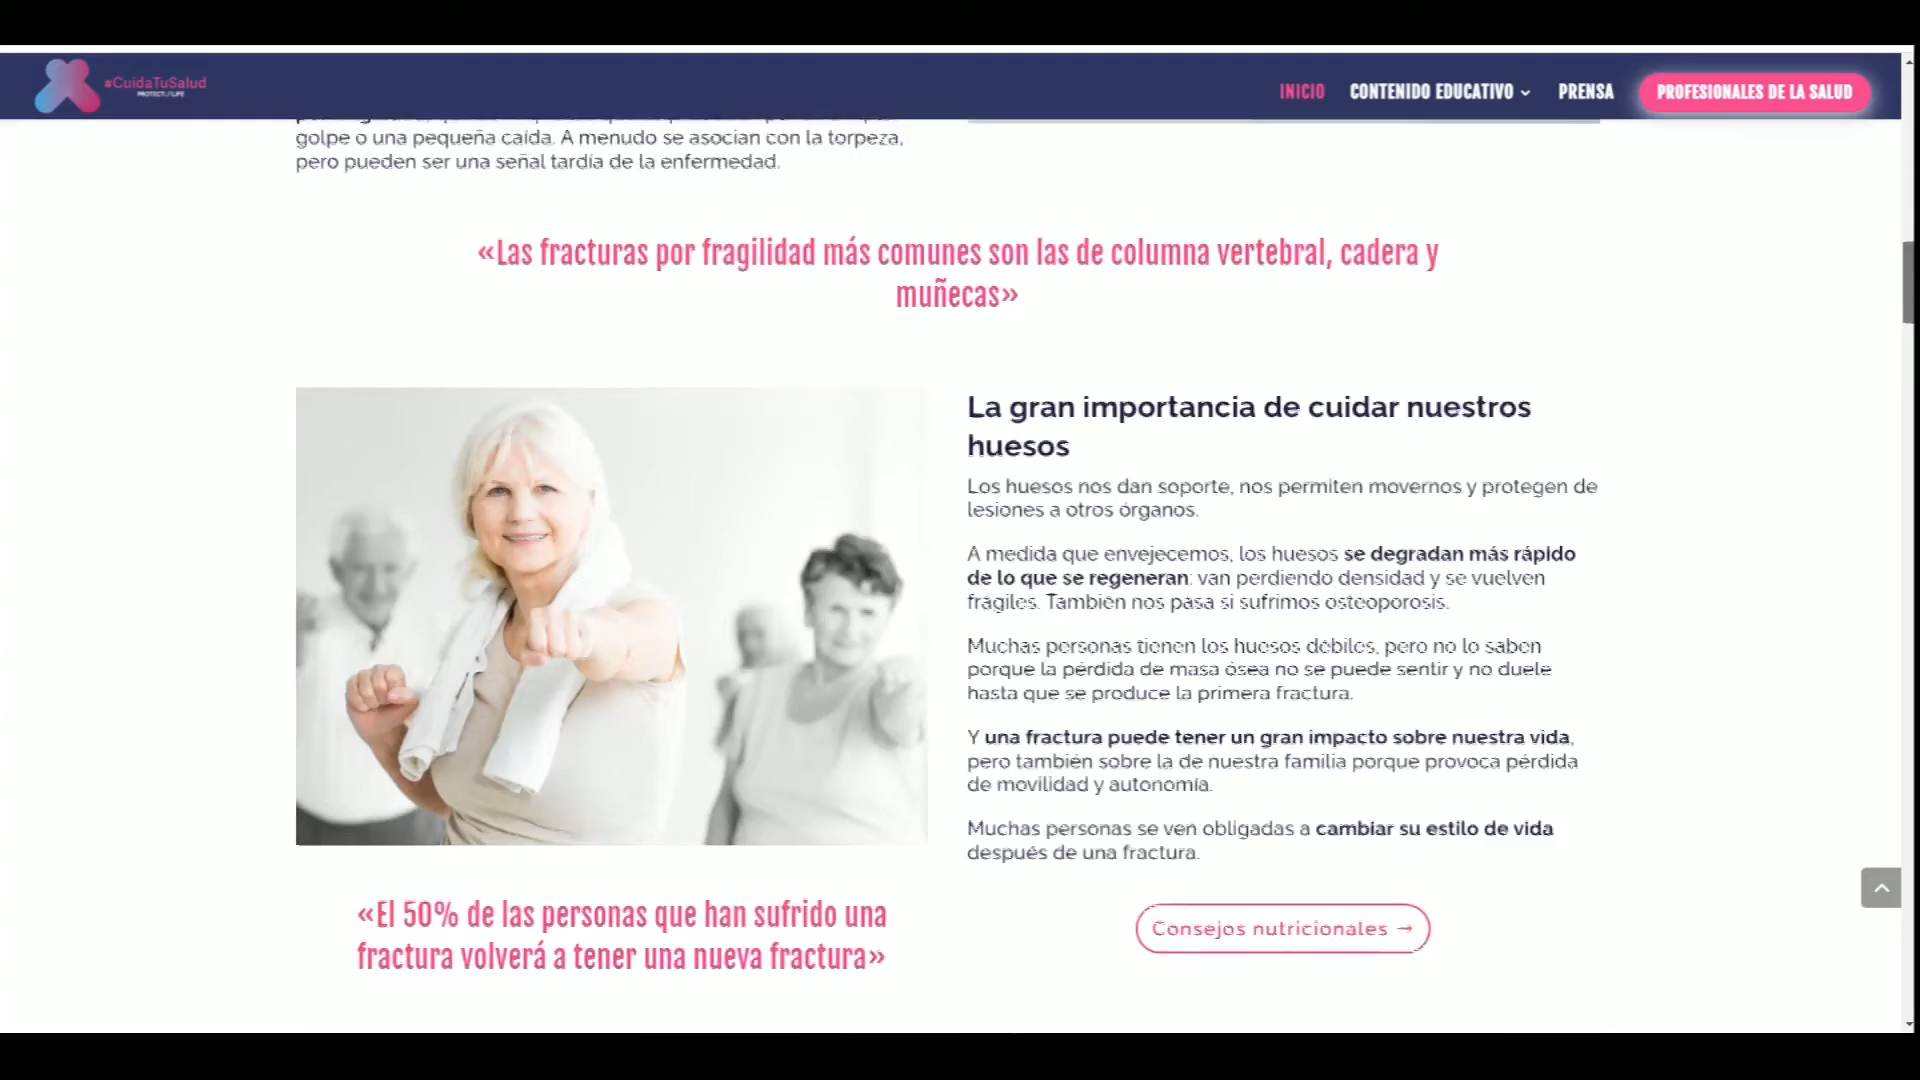 #CuidaTuSalud
PROTECT LIFE
INICIO
CONTENIDO EDUCATIVO
PRENSA
PROFESIONALES DE LA SALUD
golpe o una pequeña caída. A menudo se asocian con la torpeza,
pero pueden ser una señal tardía de la enfermedad.
«Las fracturas por fragilidad más comunes son las de columna vertebral, cadera y
muñecas»
La gran importancia de cuidar nuestros
huesos
Los huesos nos dan soporte, nos permiten movernos y protegen de
lesiones a otros órganos.
A medida que envejecemos, los huesos se degradan más rápido
de lo que se regeneran: van perdiendo densidad y se vuelven
frágiles. También nos pasa si sufrimos osteoporosis.
Muchas personas tienen los huesos débiles, pero no lo saben
porque la pérdida de masa ósea no se puede sentir y no duele
hasta que se produce la primera fractura.
Y una fractura puede tener un gran impacto sobre nuestra vida,
pero también sobre la de nuestra familia porque provoca pérdida
de movilidad y autonomía.
Muchas personas se ven obligadas a cambiar su estilo de vida
después de una fractura.
«El 50% de las personas que han sufrido una
fractura volverá a tener una nueva fractura»
Consejos nutricionales →